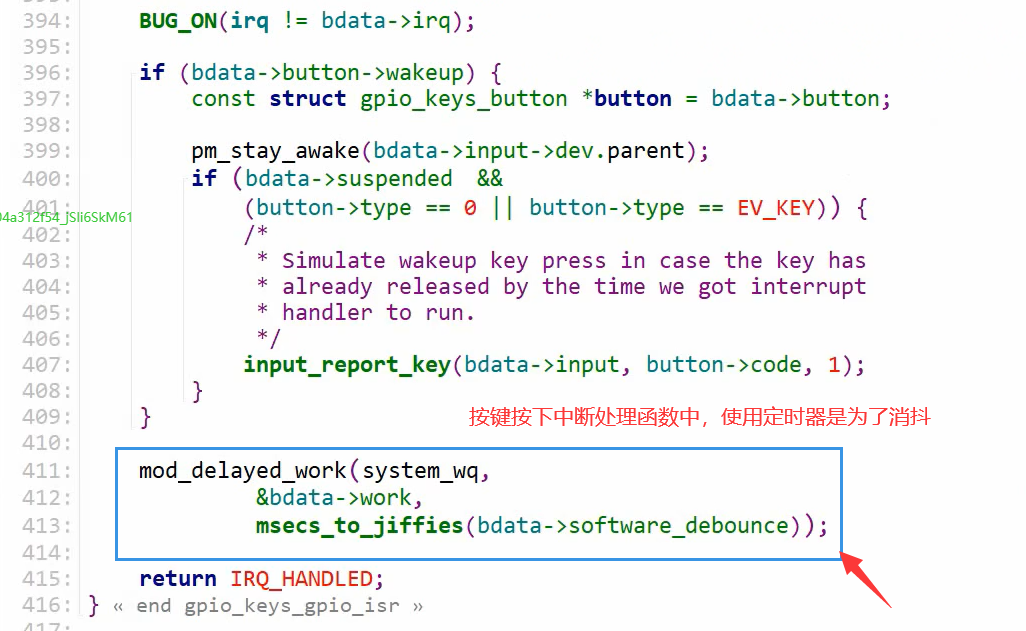 394: BUG_ON(irq != bdata->irq);
395:
396: if (bdata->button->wakeup) {
397: const struct gpio_keys_button *button = bdata->button;
398:
399: pm_stay_awake(bdata->input->dev.parent);
400: if (bdata->suspended &&
401: (button->type == 0 || button->type == EV_KEY)) {
402: /*
403: * Simulate wakeup key press in case the key has
404: * already released by the time we got interrupt
405: * handler to run.
406: */
407: input_report_key(bdata->input, button->code, 1);
408: }
409: }
按键按下中断处理函数中，使用定时器是为了消抖
410:
411: mod_delayed_work(system_wq,
412: &bdata->work,
413: msecs_to_jiffies(bdata->software_debounce));
414:
415: return IRQ_HANDLED;
416: } « end gpio_keys_gpio_isr »
417: